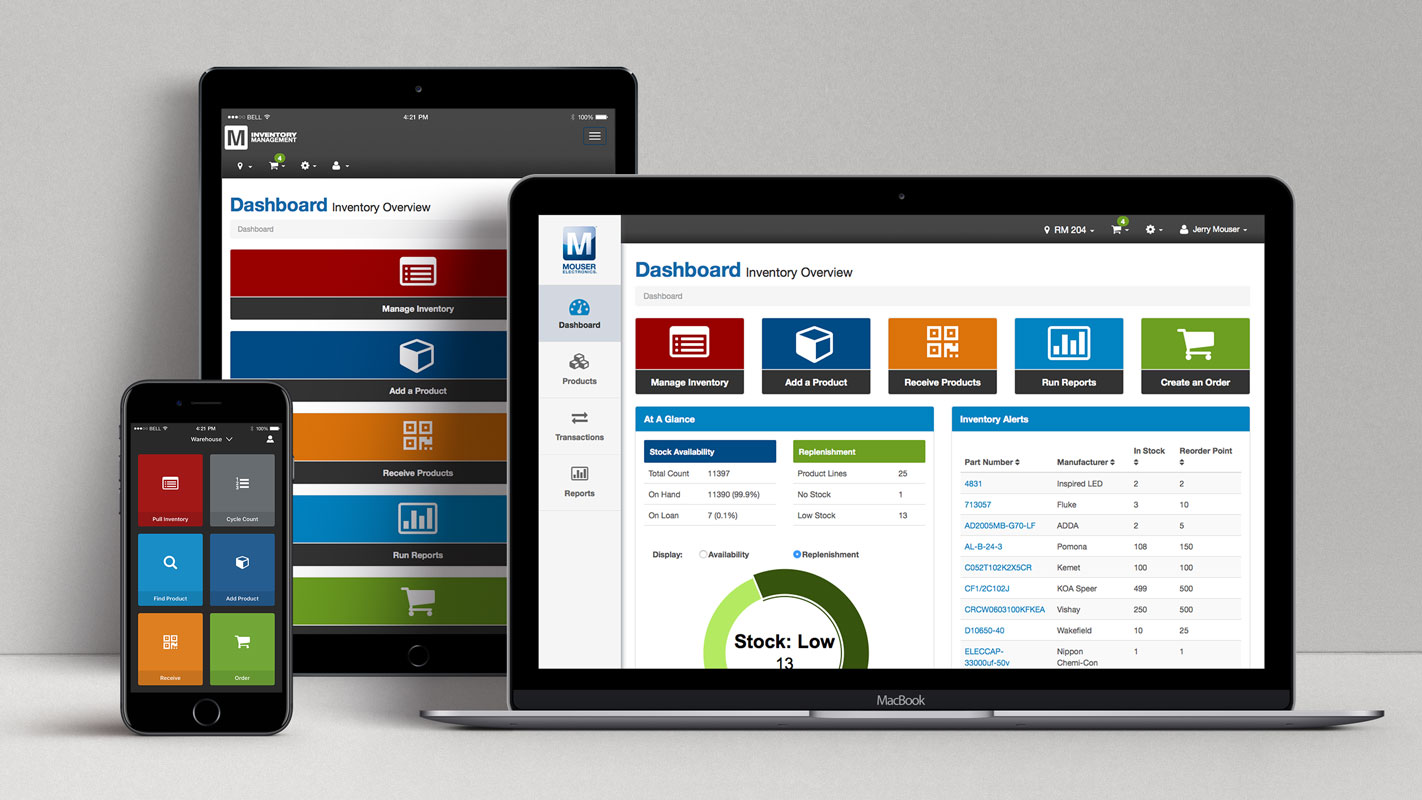 ●●●○○ BELL
4:21 PM
100%
M INVENTORY
MANAGEMENT
4
Dashboard Inventory Overview
Dashboard
Manage Inventory
Add a Product
Receive Products
Run Reports
●●●○○ BELL
4:21 PM
100%
Warehouse
Pull Inventory
Cycle Count
Find Product
Add Product
Receive
Order
M
MOUSER
ELECTRONICS
Dashboard
Products
Transactions
Reports
RM 204
4
Jerry Mouser
Dashboard Inventory Overview
Dashboard
Manage Inventory
Add a Product
Receive Products
Run Reports
Create an Order
At A Glance
Stock Availability
Total Count 11397
On Hand 11390 (99.9%)
On Loan 7 (0.1%)
Replenishment
Product Lines 25
No Stock 1
Low Stock 13
Display: Availability Replenishment
Stock: Low
13
Inventory Alerts
Part Number Manufacturer In Stock Reorder Point
4831 Inspired LED 2 2
713057 Fluke 3 10
AD2005MB-G70-LF ADDA 2 5
AL-B-24-3 Pomona 108 150
C052T102K2X5CR Kemet 100 100
CF1/2C102J KOA Speer 499 500
CRCW0603100KFKEA Vishay 250 500
D10650-40 Wakefield 10 25
ELECCAP- Nippon 1 1
33000uf-50v Chemi-Con
MacBook